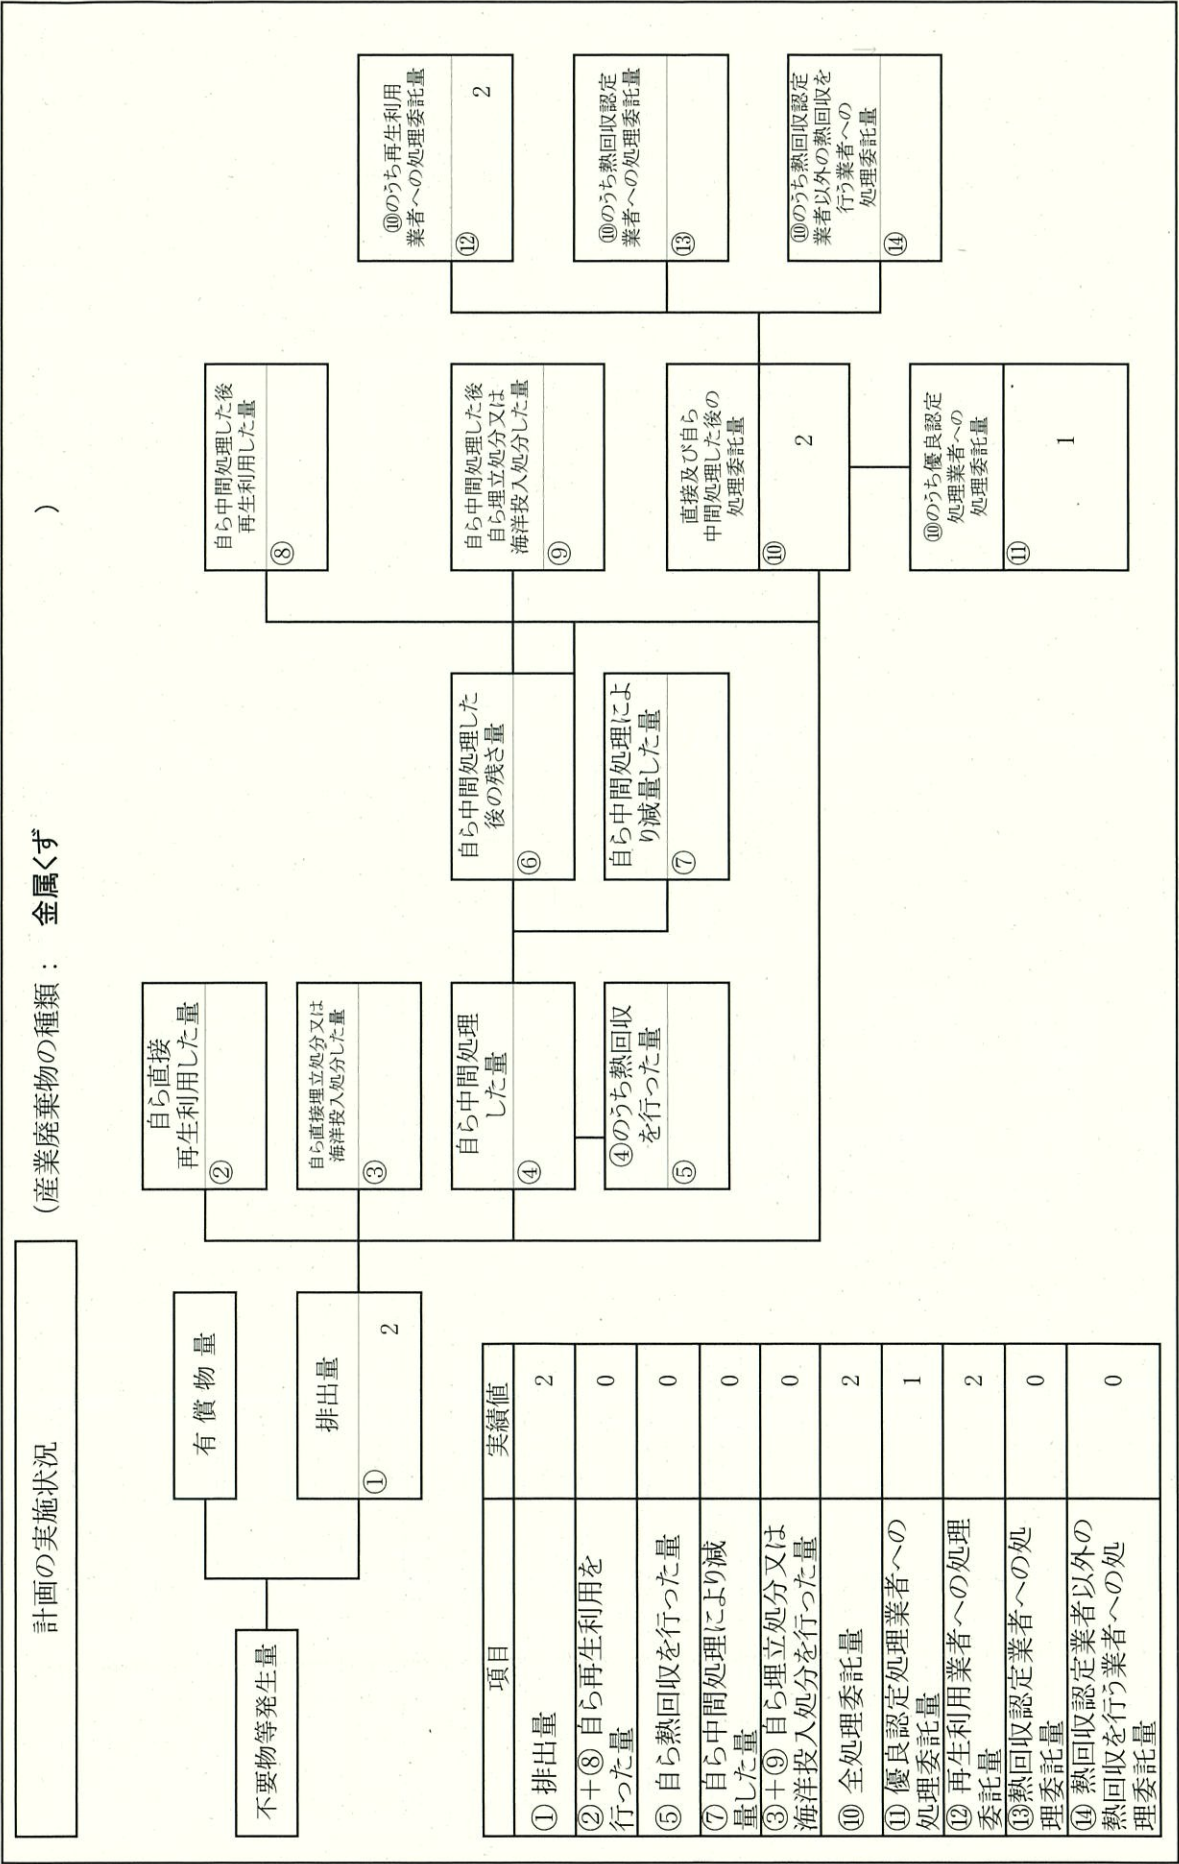 計画の実施状況
（産業廃棄物の種類： 金属くず ）
不要物等発生量
有 償 物 量
排出量
① 2
自ら直接
再生利用した量
②
自ら直接埋立処分又は
海洋投入処分した量
③
自ら中間処理
した量
④
④のうち熱回収
を行った量
⑤
自ら中間処理した
後の残さ量
⑥
自ら中間処理によ
り減量した量
⑦
自ら中間処理した後
再生利用した量
⑧
自ら中間処理した後
自ら埋立処分又は
海洋投入処分した量
⑨
直接及び自ら
中間処理した後の
処理委託量
⑩ 2
⑩のうち優良認定
処理業者への
処理委託量
⑪ 1
⑩のうち再生利用
業者への処理委託量
⑫ 2
⑩のうち熱回収認定
業者への処理委託量
⑬
⑩のうち熱回収認定
業者以外の熱回収を
行う業者への
処理委託量
⑭
項目 実績値
① 排出量 2
②＋⑧ 自ら再生利用を
行った量 0
⑤ 自ら熱回収を行った量 0
⑦ 自ら中間処理により減
量した量 0
③＋⑨ 自ら埋立処分又は
海洋投入処分を行った量 0
⑩ 全処理委託量 2
⑪ 優良認定処理業者への
処理委託量 1
⑫ 再生利用業者への処理
委託量 2
⑬熱回収認定業者への処
理委託量 0
⑭ 熱回収認定業者以外の
熱回収を行う業者への処
理委託量 0